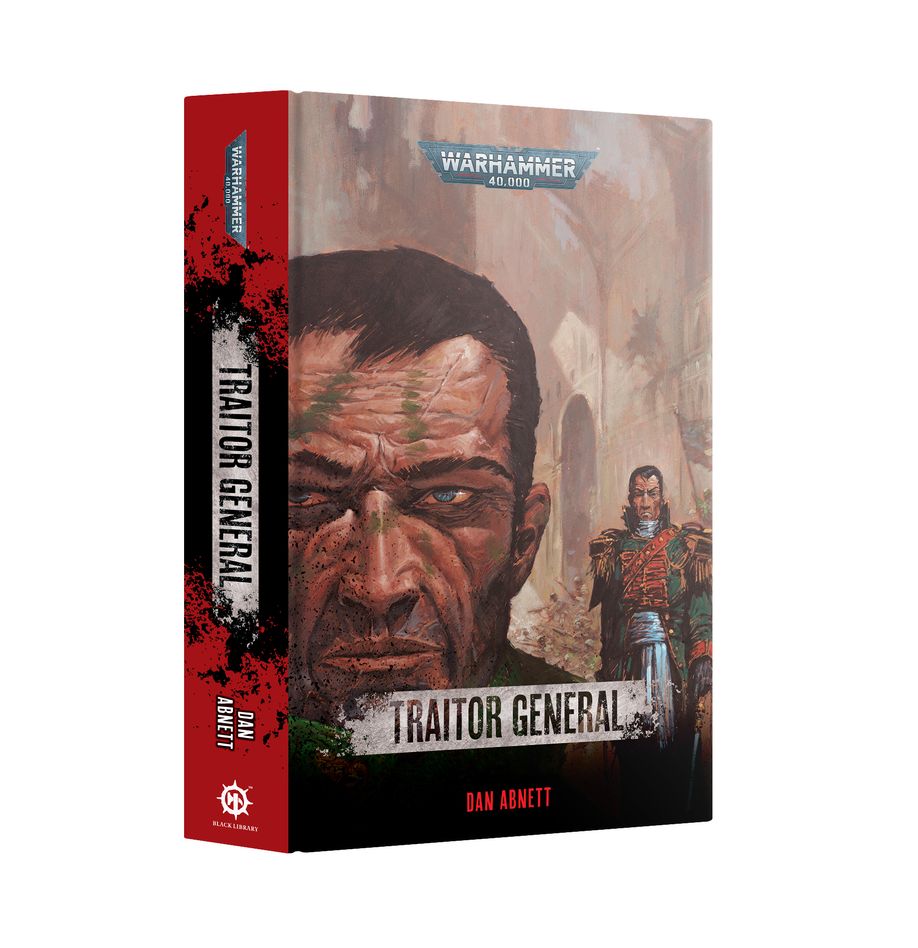 WARHAMMER
40,000
TRAITOR GENERAL
DAN
ABNETT
BLACK LIBRARY
WARHAMMER
40,000
TRAITOR GENERAL
DAN ABNETT